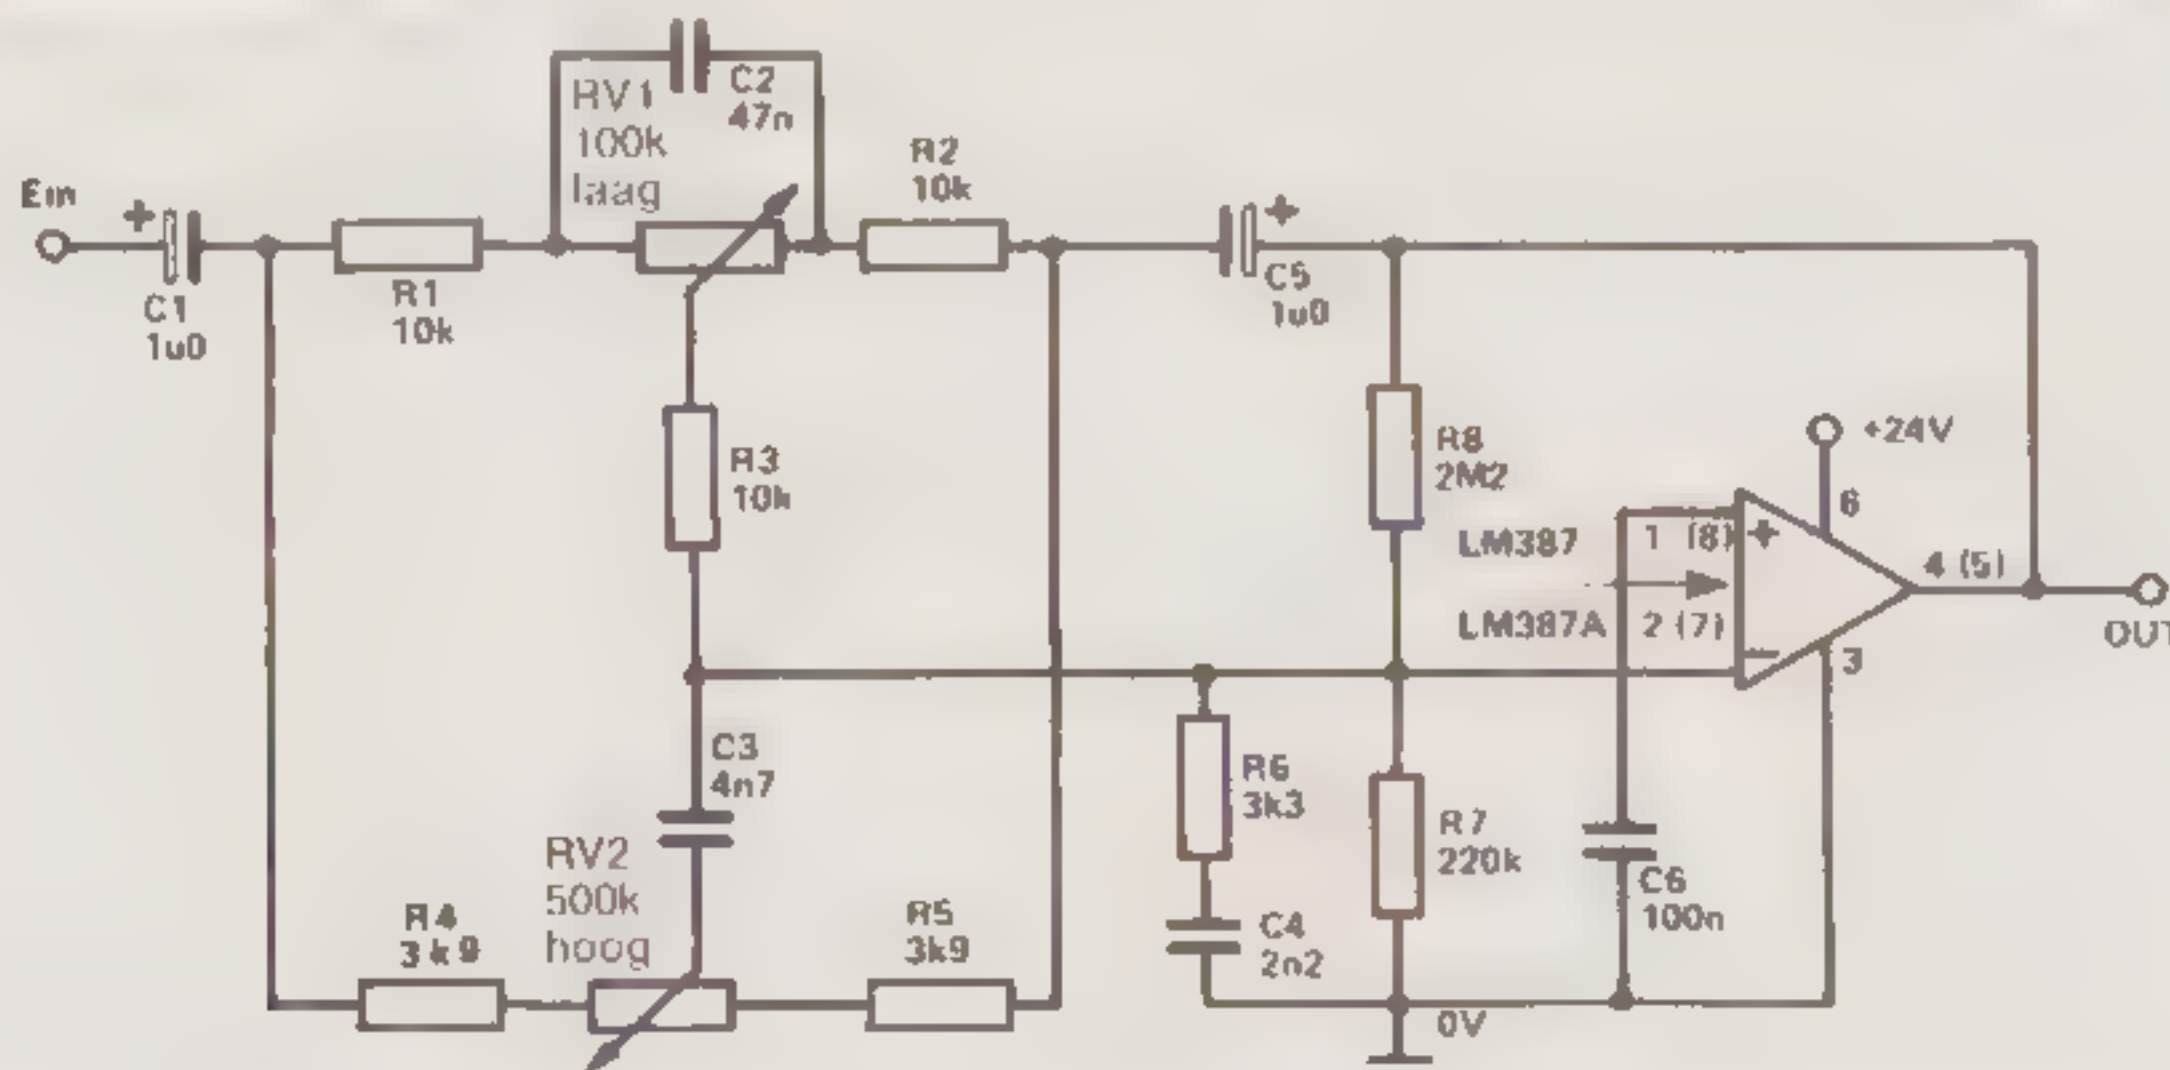 Ein
+
C1
1u0
R1
10k
RV1
100k
laag
C2
47n
R2
10k
+
C5
1u0
R3
10k
R8
2M2
+24V
6
LM387
1 (8)
+
4 (5)
LM387A
2 (7)
−
3
OUT
C3
4n7
R6
3k3
R7
220k
C6
100n
RV2
500k
hoog
R4
3k9
R5
3k9
C4
2n2
0V